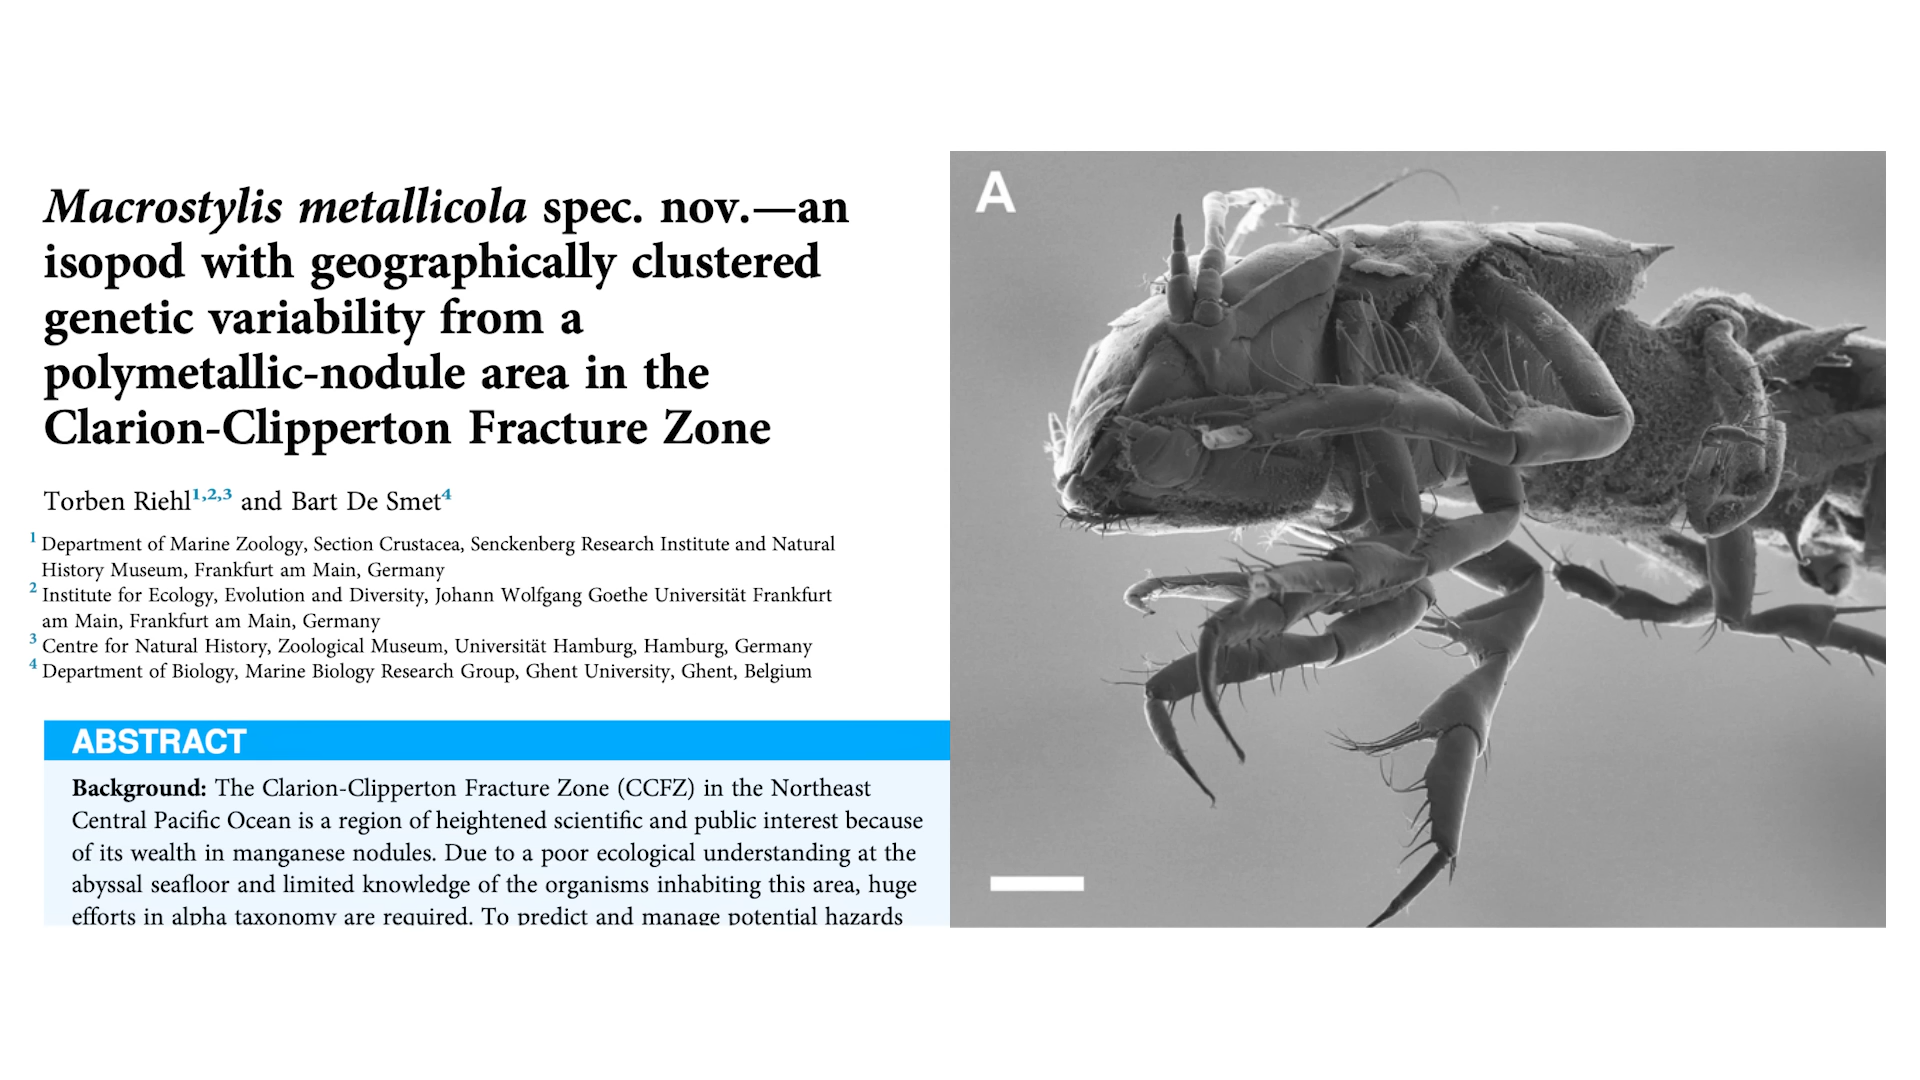 Macrostylis metallicola spec. nov.—an
isopod with geographically clustered
genetic variability from a
polymetallic-nodule area in the
Clarion-Clipperton Fracture Zone
Torben Riehl1,2,3 and Bart De Smet4
1 Department of Marine Zoology, Section Crustacea, Senckenberg Research Institute and Natural
History Museum, Frankfurt am Main, Germany
2 Institute for Ecology, Evolution and Diversity, Johann Wolfgang Goethe Universität Frankfurt
am Main, Frankfurt am Main, Germany
3 Centre for Natural History, Zoological Museum, Universität Hamburg, Hamburg, Germany
4 Department of Biology, Marine Biology Research Group, Ghent University, Ghent, Belgium
ABSTRACT
Background: The Clarion-Clipperton Fracture Zone (CCFZ) in the Northeast
Central Pacific Ocean is a region of heightened scientific and public interest because
of its wealth in manganese nodules. Due to a poor ecological understanding at the
abyssal seafloor and limited knowledge of the organisms inhabiting this area, huge
efforts in alpha taxonomy are required. To predict and manage potential hazards
A